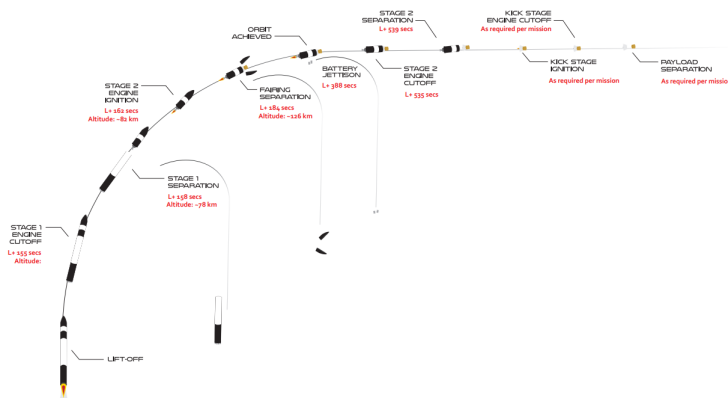 KICK STAGE
ENGINE CUTOFF
As required per mission
STAGE 2
SEPARATION
L+ 539 secs
ORBIT
ACHIEVED
KICK STAGE
IGNITION
As required per mission
PAYLOAD
SEPARATION
As required per missio
BATTERY
JETTISON
L+ 388 secs
STAGE 2
ENGINE
CUTOFF
L+ 535 secs
STAGE 2
ENGINE
IGNITION
L+ 162 secs
Altitude: ~82 km
FAIRING
SEPARATION
L+ 184 secs
Altitude: ~126 km
STAGE 1
SEPARATION
L+ 158 secs
Altitude: ~78 km
STAGE 1
ENGINE
CUTOFF
L+ 155 secs
Altitude:
LIFT-OFF